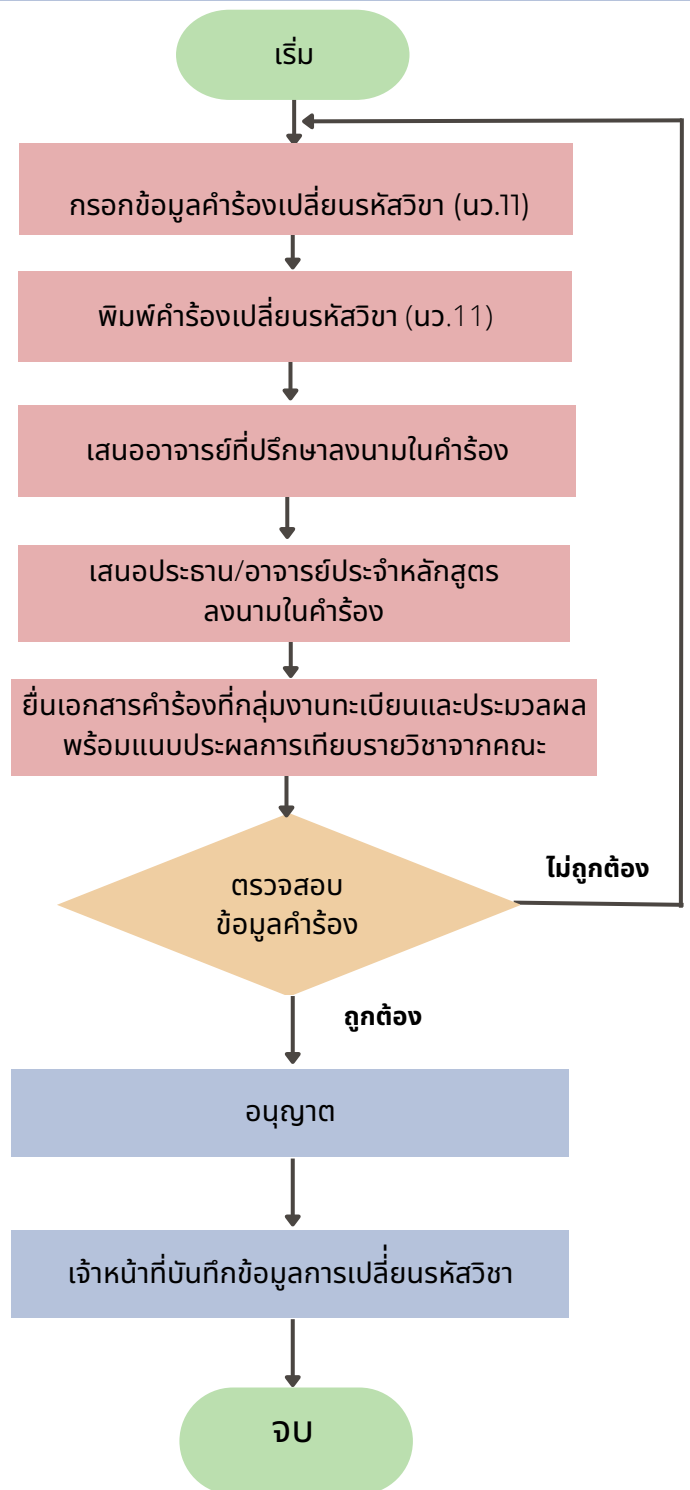 เริ่ม
กรอกข้อมูลคำร้องเปลี่ยนรหัสวิขา (นว.11)
พิมพ์คำร้องเปลี่ยนรหัสวิขา (นว.11)
เสนออาจารย์ที่ปรึกษาลงนามในคำร้อง
เสนอประธาน/อาจารย์ประจำหลักสูตร
ลงนามในคำร้อง
ยื่นเอกสารคำร้องที่กลุ่มงานทะเบียนและประมวลผล
พร้อมแนบประผลการเทียบรายวิชาจากคณะ
ไม่ถูกต้อง
ตรวจสอบ
ข้อมูลคำร้อง
ถูกต้อง
อนุญาต
เจ้าหน้าที่บันทึกข้อมูลการเปลี่ยนรหัสวิชา
จบ